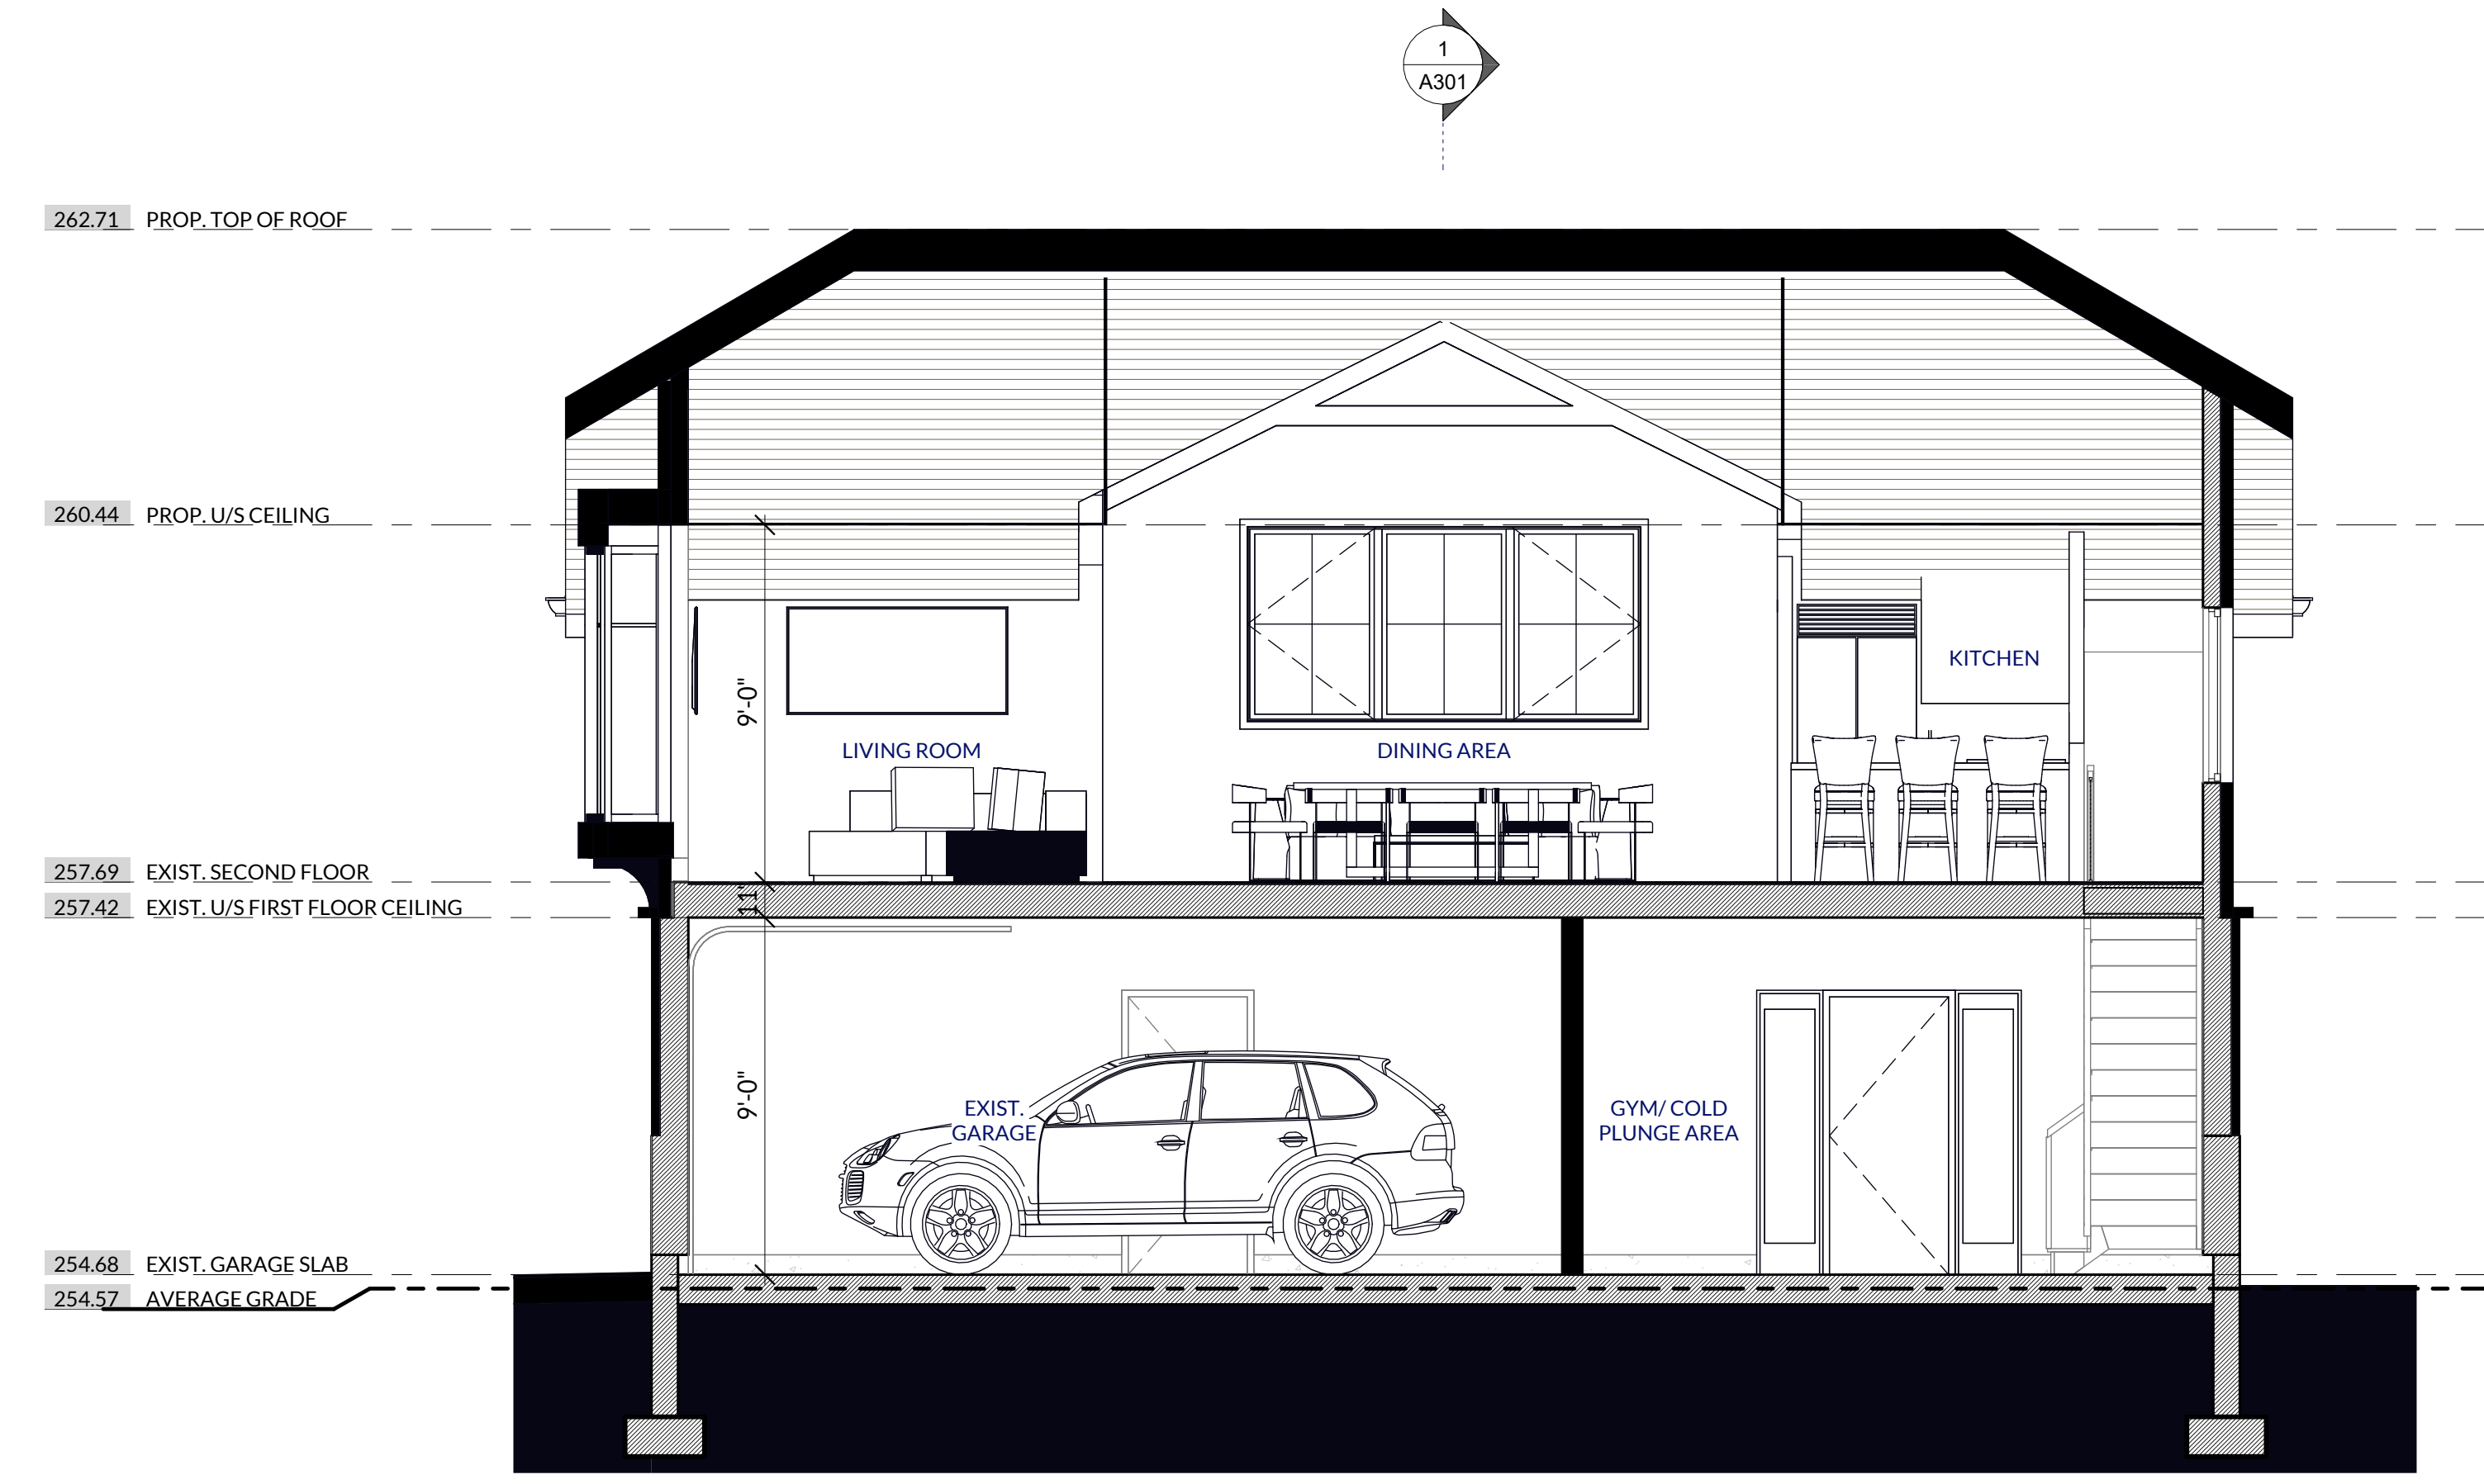 1
A301
262.71 PROP. TOP OF ROOF
260.44 PROP. U/S CEILING
KITCHEN
9'-0"
LIVING ROOM
DINING AREA
257.69 EXIST. SECOND FLOOR
11"
257.42 EXIST. U/S FIRST FLOOR CEILING
9'-0"
EXIST.
GARAGE
GYM/ COLD
PLUNGE AREA
254.68 EXIST. GARAGE SLAB
254.57 AVERAGE GRADE